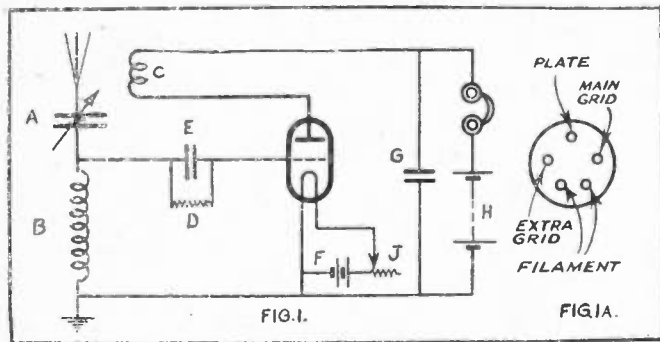 A
B
C
D
E
F
G
H
J
FIG.1.
PLATE
MAIN
GRID
EXTRA
GRID
FILAMENT
FIG.1A.